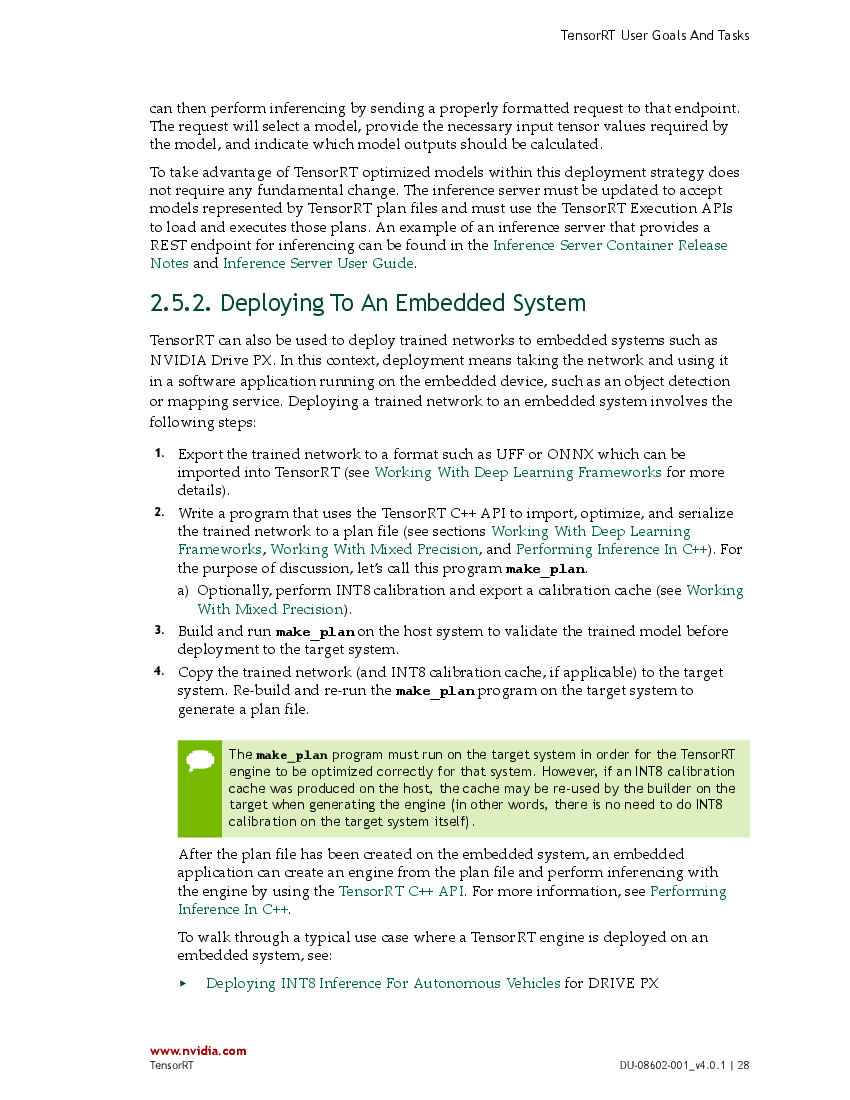 TensorRT User Goals And Tasks
can then perform inferencing by sending a properly formatted request to that endpoint.
The request will select a model, provide the necessary input tensor values required by
the model, and indicate which model outputs should be calculated.
To take advantage of TensorRT optimized models within this deployment strategy does
not require any fundamental change. The inference server must be updated to accept
models represented by TensorRT plan files and must use the TensorRT Execution APIs
to load and executes those plans. An example of an inference server that provides a
REST endpoint for inferencing can be found in the Inference Server Container Release
Notes and Inference Server User Guide.
2.5.2. Deploying To An Embedded System
TensorRT can also be used to deploy trained networks to embedded systems such as
NVIDIA Drive PX. In this context, deployment means taking the network and using it
in a software application running on the embedded device, such as an object detection
or mapping service. Deploying a trained network to an embedded system involves the
following steps:
1. Export the trained network to a format such as UFF or ONNX which can be
imported into TensorRT (see Working With Deep Learning Frameworks for more
details).
2. Write a program that uses the TensorRT C++ API to import, optimize, and serialize
the trained network to a plan file (see sections Working With Deep Learning
Frameworks, Working With Mixed Precision, and Performing Inference In C++). For
the purpose of discussion, let's call this program make_plan.
a) Optionally, perform INT8 calibration and export a calibration cache (see Working
With Mixed Precision).
3. Build and run make_plan on the host system to validate the trained model before
deployment to the target system.
4. Copy the trained network (and INT8 calibration cache, if applicable) to the target
system. Re-build and re-run the make_plan program on the target system to
generate a plan file.
The make_plan program must run on the target system in order for the TensorRT
engine to be optimized correctly for that system. However, if an INT8 calibration
cache was produced on the host, the cache may be re-used by the builder on the
target when generating the engine (in other words, there is no need to do INT8
calibration on the target system itself).
After the plan file has been created on the embedded system, an embedded
application can create an engine from the plan file and perform inferencing with
the engine by using the TensorRT C++ API. For more information, see Performing
Inference In C++.
To walk through a typical use case where a TensorRT engine is deployed on an
embedded system, see:
‣ Deploying INT8 Inference For Autonomous Vehicles for DRIVE PX
www.nvidia.com
TensorRT DU-08602-001_v4.0.1 | 28